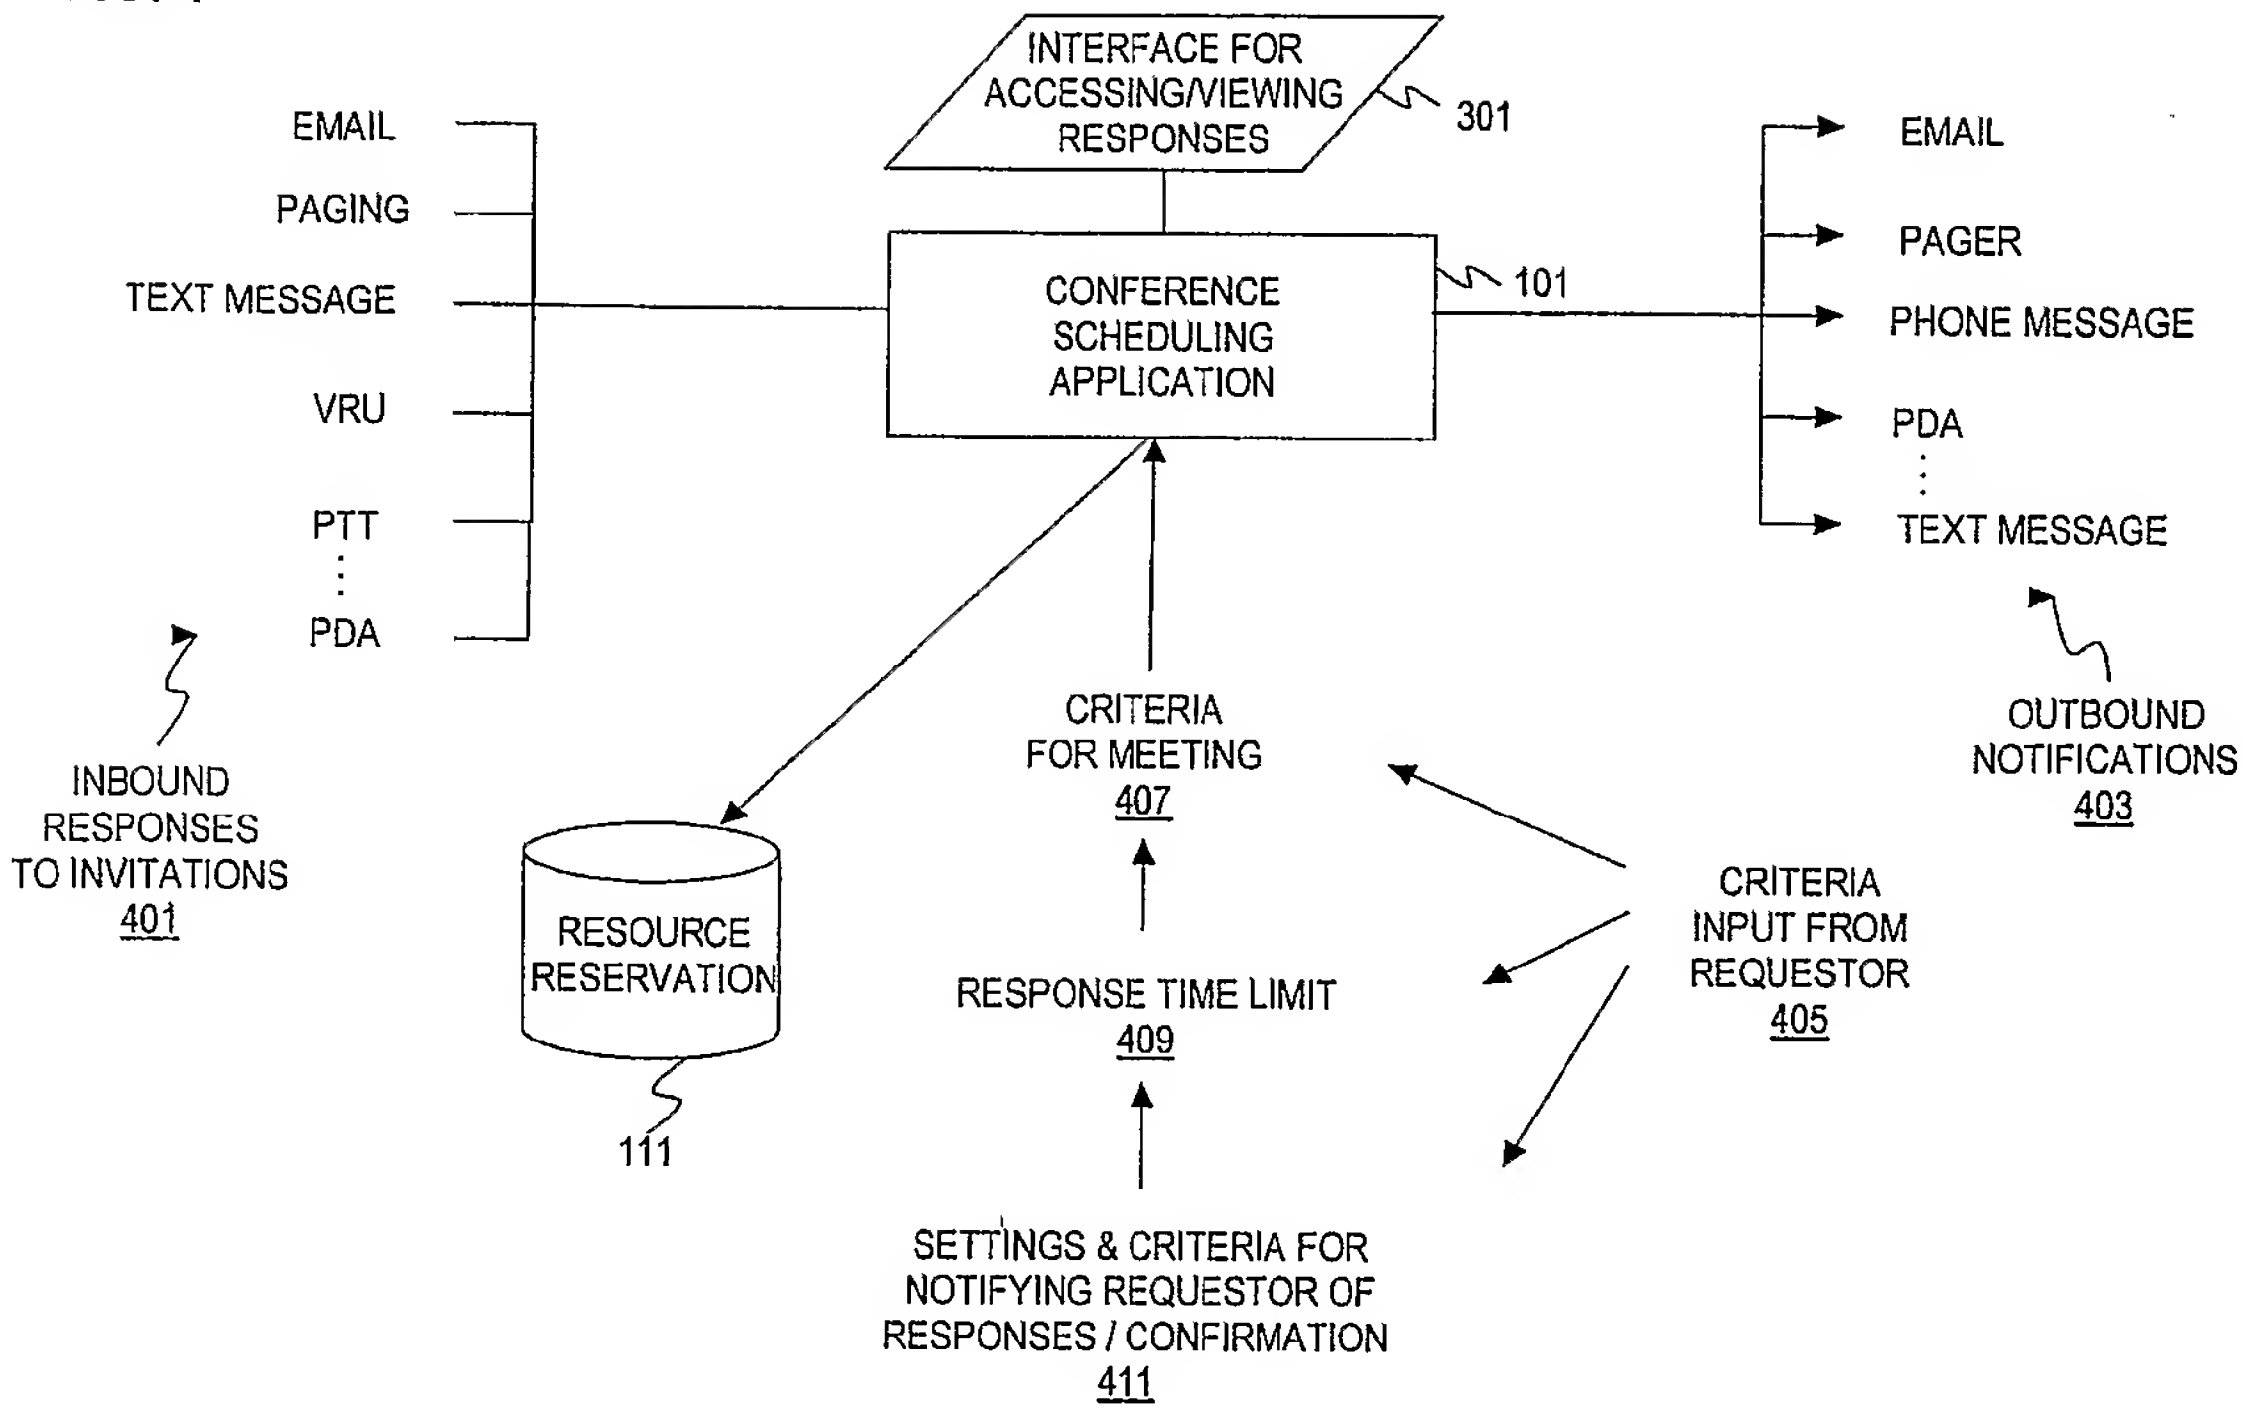 INTERFACE FOR
ACCESSING/VIEWING
RESPONSES
301
EMAIL
PAGING
TEXT MESSAGE
VRU
PTT
PDA
INBOUND
RESPONSES
TO INVITATIONS
401
CONFERENCE
SCHEDULING
APPLICATION
101
EMAIL
PAGER
PHONE MESSAGE
PDA
TEXT MESSAGE
OUTBOUND
NOTIFICATIONS
403
RESOURCE
RESERVATION
111
CRITERIA
FOR MEETING
407
RESPONSE TIME LIMIT
409
SETTINGS & CRITERIA FOR
NOTIFYING REQUESTOR OF
RESPONSES / CONFIRMATION
411
CRITERIA
INPUT FROM
REQUESTOR
405